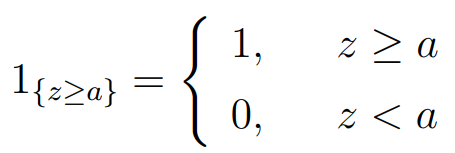 1_{z≥a} = { 1, z ≥ a
0, z < a